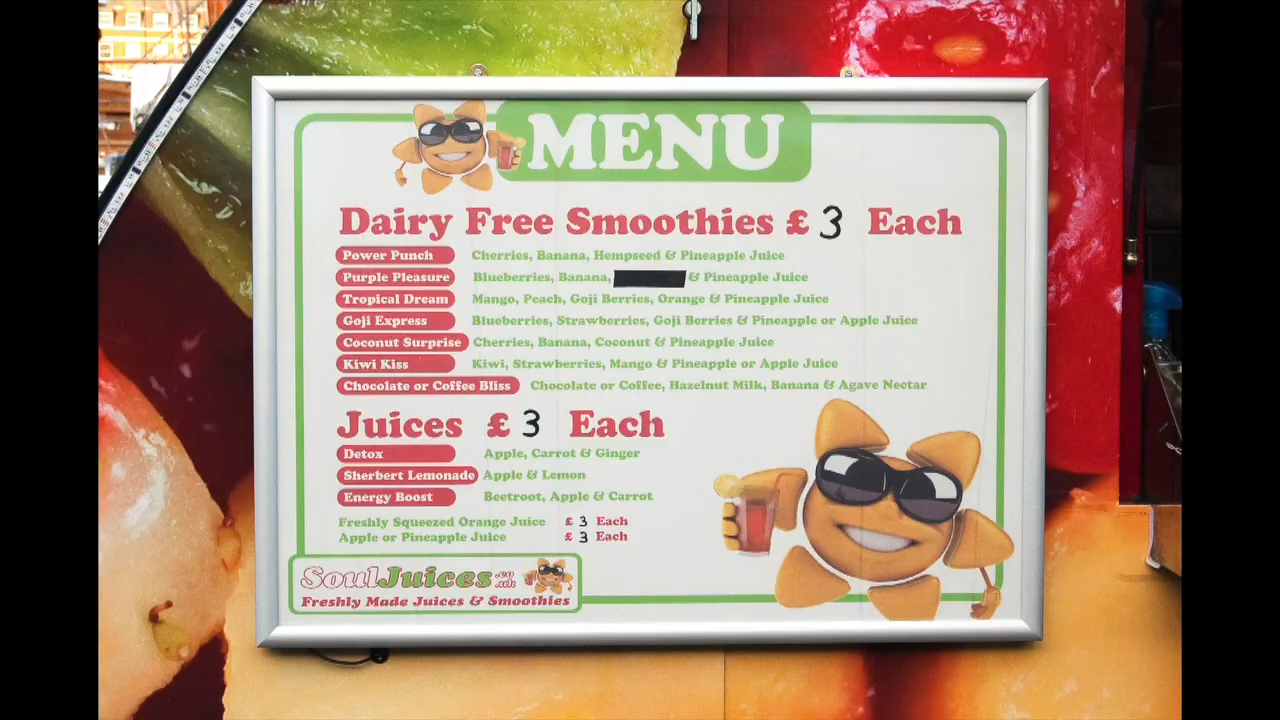 MENU
Dairy Free Smoothies £ 3 Each
Power Punch Cherries, Banana, Hempseed & Pineapple Juice
Purple Pleasure Blueberries, Banana, & Pineapple Juice
Tropical Dream Mango, Peach, Goji Berries, Orange & Pineapple Juice
Goji Express Blueberries, Strawberries, Goji Berries & Pineapple or Apple Juice
Coconut Surprise Cherries, Banana, Coconut & Pineapple Juice
Kiwi Kiss Kiwi, Strawberries, Mango & Pineapple or Apple Juice
Chocolate or Coffee Bliss Chocolate or Coffee, Hazelnut Milk, Banana & Agave Nectar
Juices £ 3 Each
Detox Apple, Carrot & Ginger
Sherbert Lemonade Apple & Lemon
Energy Boost Beetroot, Apple & Carrot
Freshly Squeezed Orange Juice £ 3 Each
Apple or Pineapple Juice £ 3 Each
SoulJuices.co.uk
Freshly Made Juices & Smoothies